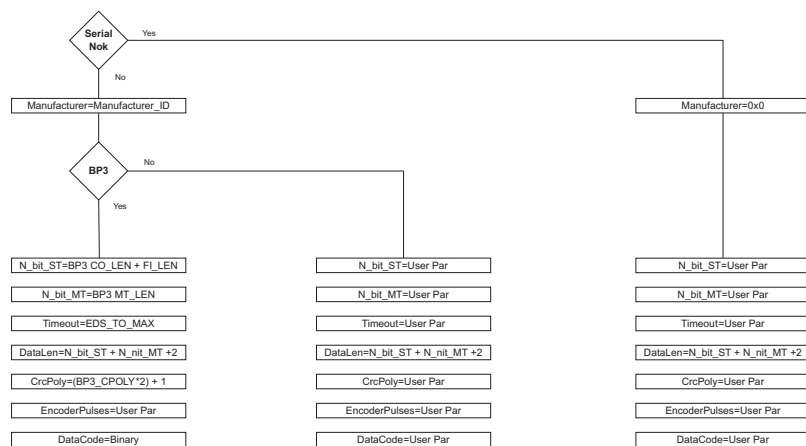 Serial
Nok
Yes
No
Manufacturer=Manufacturer_ID
Manufacturer=0x0
BP3
No
Yes
N_bit_ST=BP3 CO_LEN + FI_LEN
N_bit_ST=User Par
N_bit_ST=User Par
N_bit_MT=BP3 MT_LEN
N_bit_MT=User Par
N_bit_MT=User Par
Timeout=EDS_TO_MAX
Timeout=User Par
Timeout=User Par
DataLen=N_bit_ST + N_nit_MT +2
DataLen=N_bit_ST + N_nit_MT +2
DataLen=N_bit_ST + N_nit_MT +2
CrcPoly=(BP3_CPOLY*2) + 1
CrcPoly=User Par
CrcPoly=User Par
EncoderPulses=User Par
EncoderPulses=User Par
EncoderPulses=User Par
DataCode=Binary
DataCode=User Par
DataCode=User Par